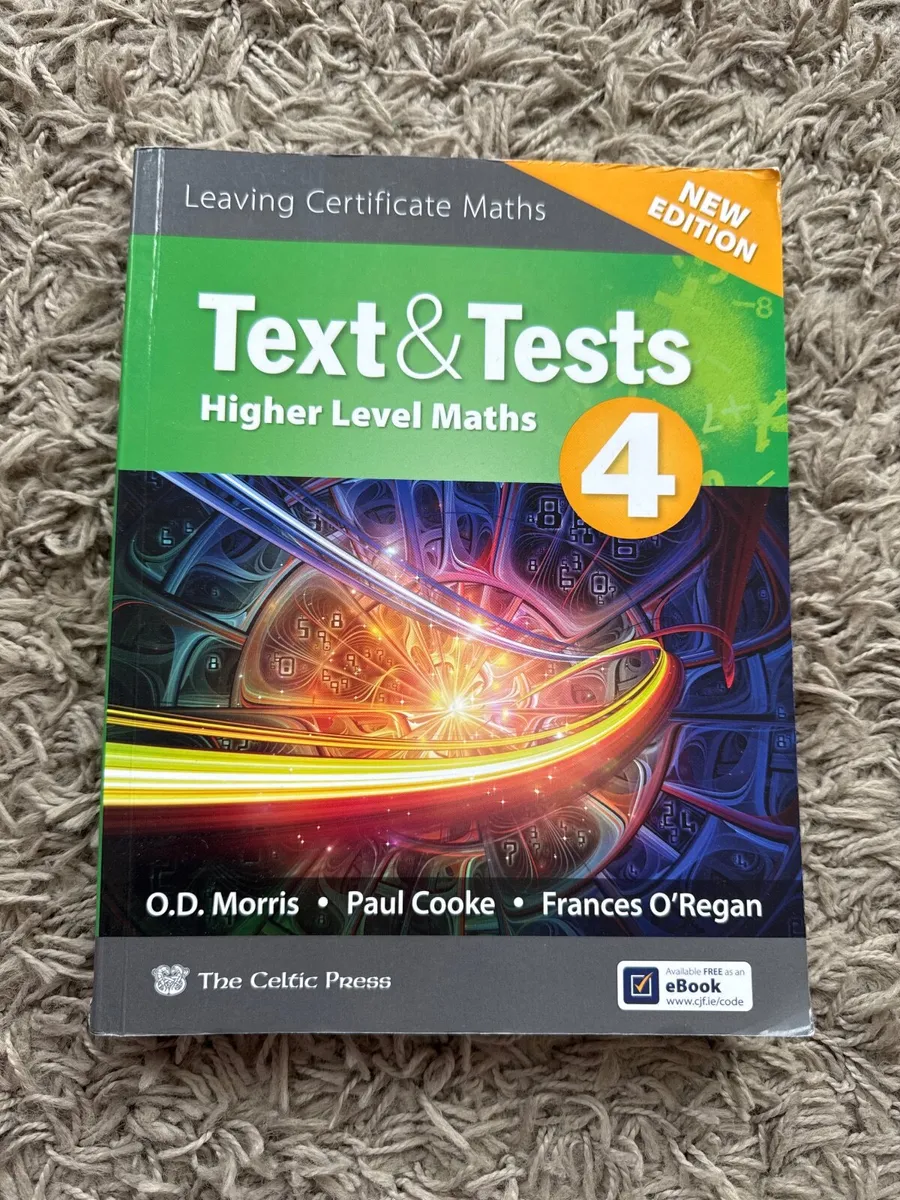 Leaving Certificate Maths
NEW
EDITION
Text & Tests
Higher Level Maths
4
O.D. Morris • Paul Cooke • Frances O'Regan
The Celtic Press
Available FREE as an
eBook
www.cjf.ie/code